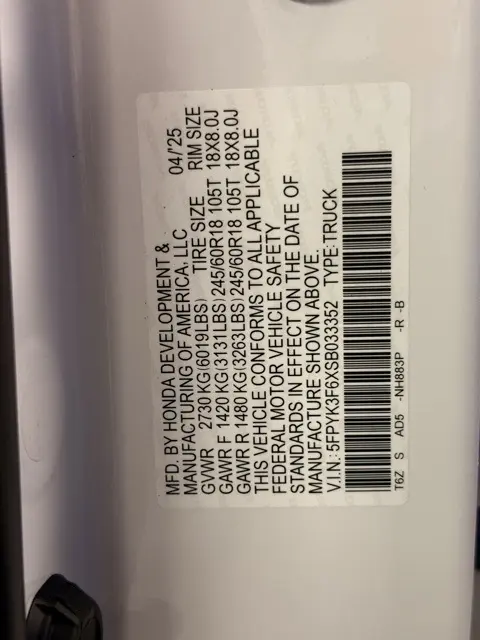 MFD. BY HONDA DEVELOPMENT &
MANUFACTURING OF AMERICA, LLC 04/'25
GVWR 2730 KG(6019LBS) TIRE SIZE RIM SIZE
GAWR F 1420 KG(3131LBS) 245/60R18 105T 18X8.0J
GAWR R 1480 KG(3263LBS) 245/60R18 105T 18X8.0J
THIS VEHICLE CONFORMS TO ALL APPLICABLE
FEDERAL MOTOR VEHICLE SAFETY
STANDARDS IN EFFECT ON THE DATE OF
MANUFACTURE SHOWN ABOVE.
V.I.N.: 5FPYK3F6XSB033352 TYPE: TRUCK
T6Z S AD5 -NH883P -R -B